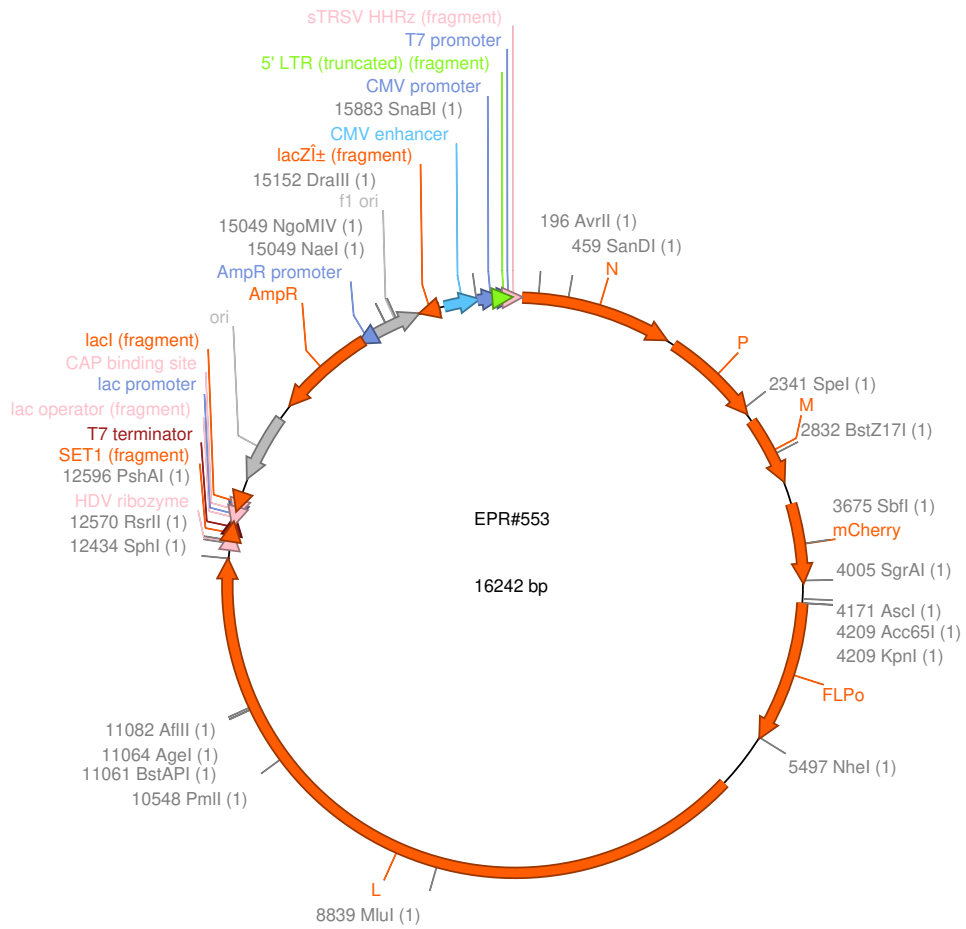 sTRSV HHRz (fragment)
T7 promoter
5' LTR (truncated) (fragment)
CMV promoter
15883 SnaBI (1)
CMV enhancer
lacZÎ± (fragment)
15152 DraIII (1)
f1 ori
15049 NgoMIV (1)
15049 NaeI (1)
AmpR promoter
AmpR
ori
lacI (fragment)
CAP binding site
lac promoter
lac operator (fragment)
T7 terminator
SET1 (fragment)
12596 PshAI (1)
HDV ribozyme
12570 RsrII (1)
12434 SphI (1)
196 AvrII (1)
459 SanDI (1)
N
P
2341 SpeI (1)
M
2832 BstZ17I (1)
3675 SbfI (1)
mCherry
4005 SgrAI (1)
4171 AscI (1)
4209 Acc65I (1)
4209 KpnI (1)
FLPo
5497 NheI (1)
EPR#553
16242 bp
11082 AflII (1)
11064 AgeI (1)
11061 BstAPI (1)
10548 PmlI (1)
L
8839 MluI (1)